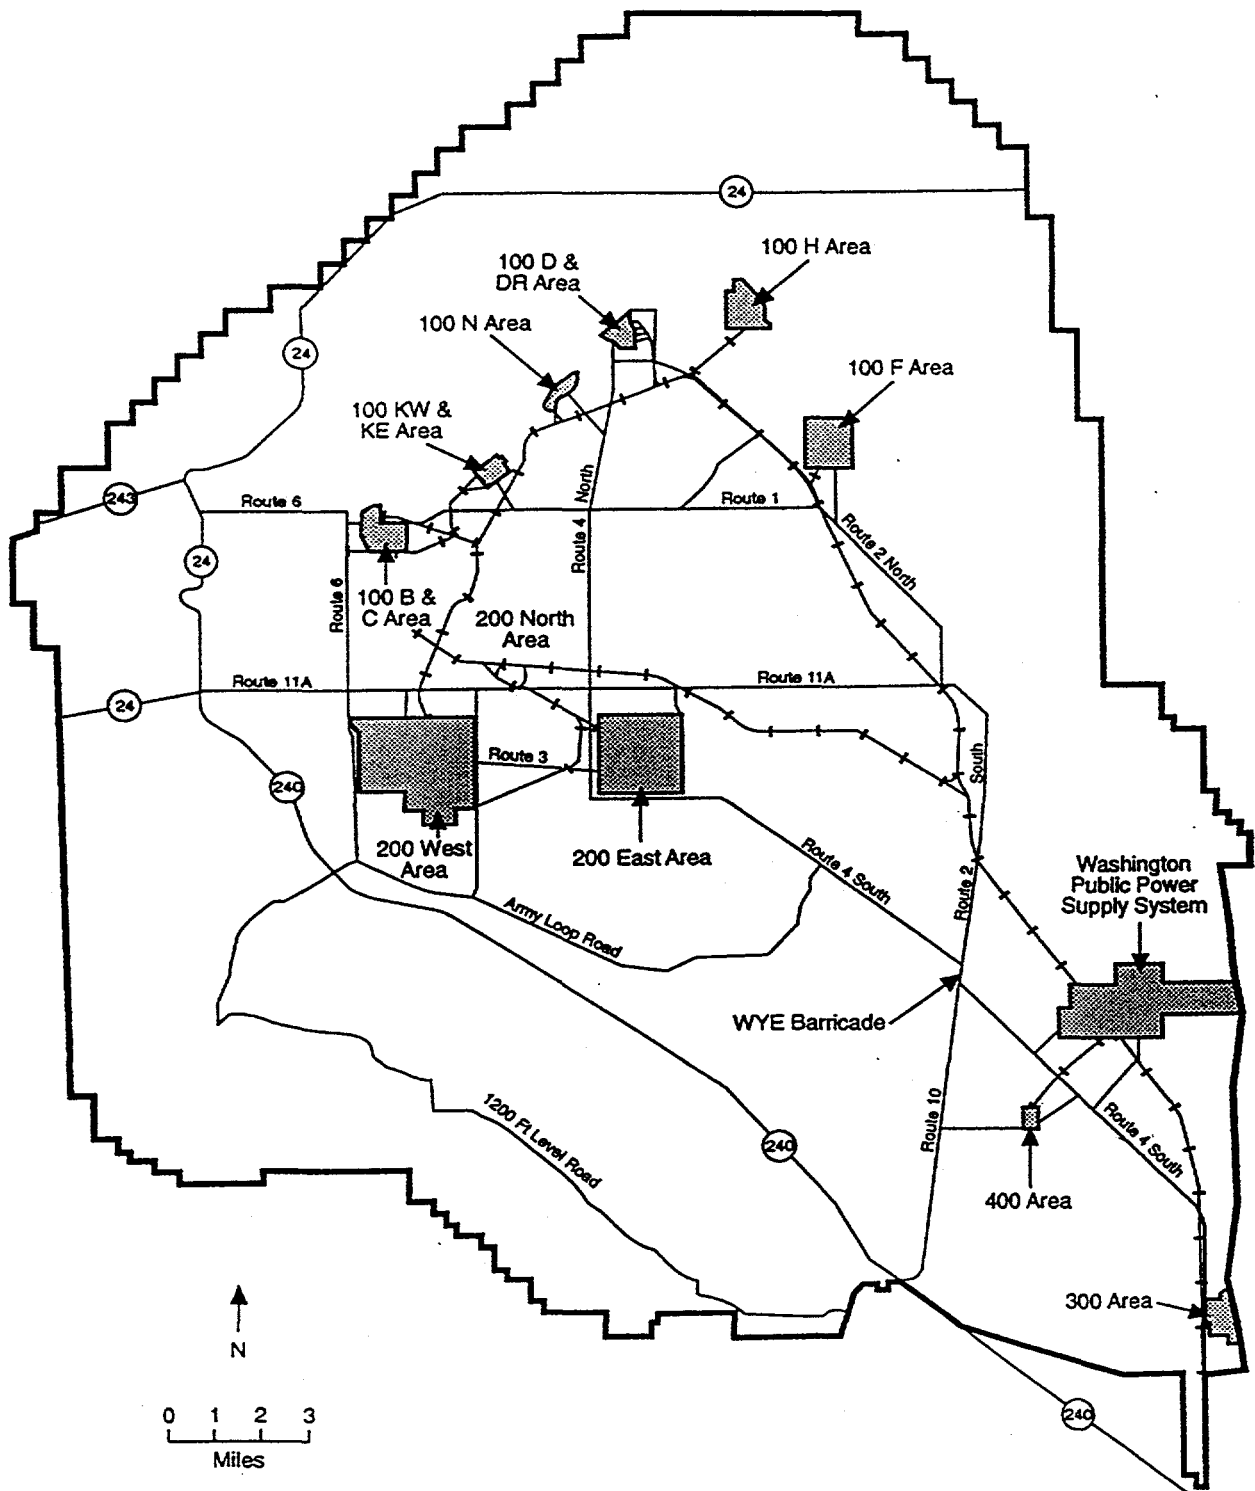 24
100 H Area
100 D &
DR Area
100 N Area
24
100 F Area
100 KW &
KE Area
North
243
Route 6
Route 1
Route 4
Route 2 North
24
Route 6
100 B &
C Area
200 North
Area
Route 11A
Route 11A
24
Route 3
South
240
200 West
Area
200 East Area
Route 4 South
Route 2
Washington
Public Power
Supply System
Army Loop Road
WYE Barricade
1200 Ft Level Road
Route 10
Route 4 South
240
400 Area
300 Area
N
0 1 2 3
Miles
240